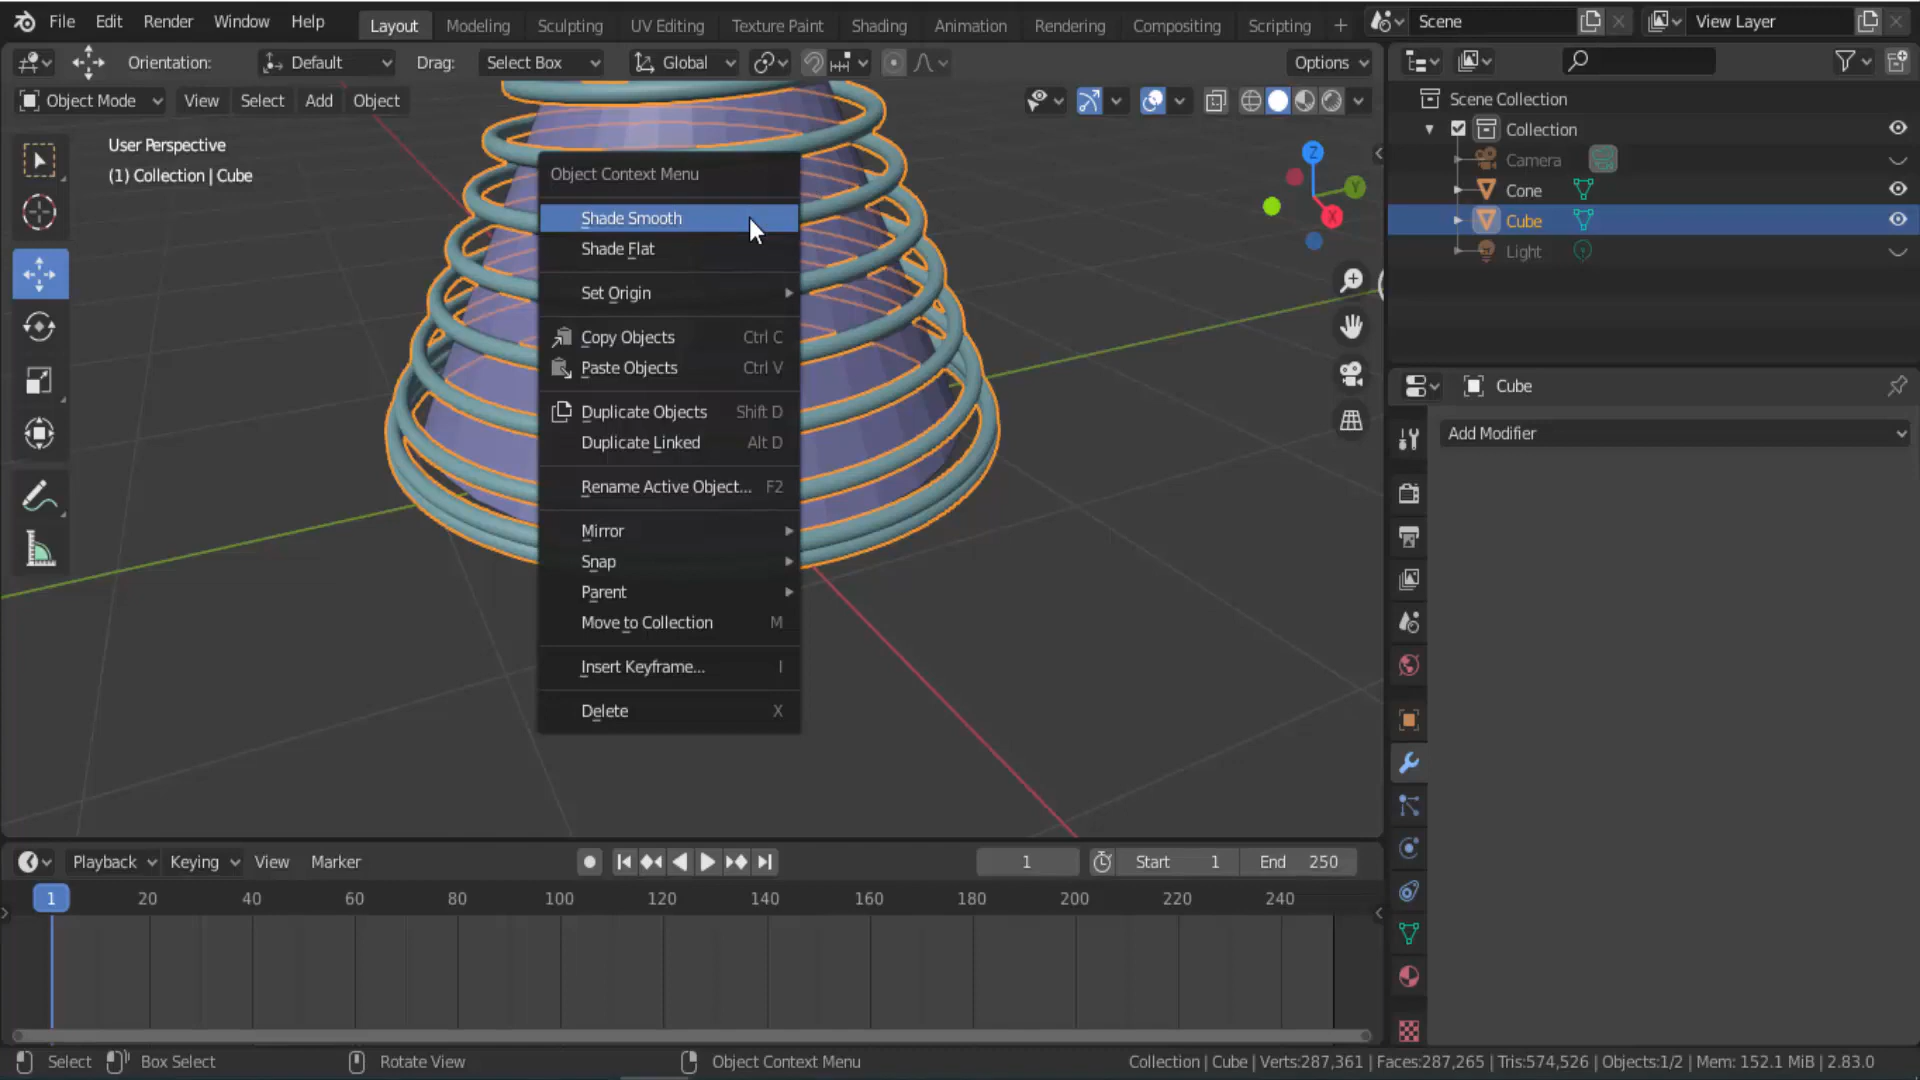 File Edit Render Window Help Layout Modeling Sculpting UV Editing Texture Paint Shading Animation Rendering Compositing Scripting + Scene View Layer
Orientation: Default Drag: Select Box Global Options
Object Mode View Select Add Object
User Perspective
(1) Collection | Cube
Z
Y
X
Object Context Menu
Shade Smooth
Shade Flat
Set Origin
Copy Objects Ctrl C
Paste Objects Ctrl V
Duplicate Objects Shift D
Duplicate Linked Alt D
Rename Active Object... F2
Mirror
Snap
Parent
Move to Collection M
Insert Keyframe... I
Delete X
Scene Collection
Collection
Camera
Cone
Cube
Light
Cube
Add Modifier
Playback Keying View Marker 1 Start 1 End 250
1 20 40 60 80 100 120 140 160 180 200 220 240
Select Box Select Rotate View Object Context Menu Collection | Cube | Verts:287,361 | Faces:287,265 | Tris:574,526 | Objects:1/2 | Mem: 152.1 MiB | 2.83.0